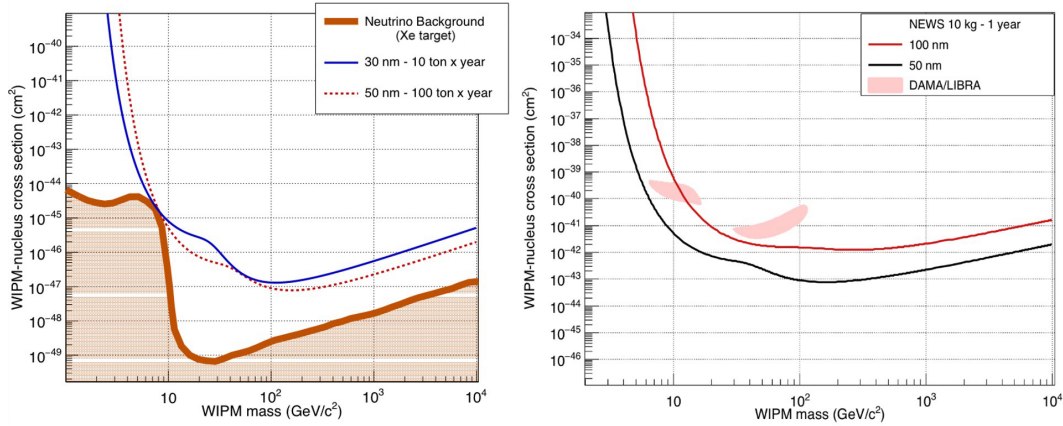 Neutrino Background
(Xe target)
30 nm - 10 ton x year
50 nm - 100 ton x year
WIPM-nucleus cross section (cm²)
10⁻⁴⁰
10⁻⁴¹
10⁻⁴²
10⁻⁴³
10⁻⁴⁴
10⁻⁴⁵
10⁻⁴⁶
10⁻⁴⁷
10⁻⁴⁸
10⁻⁴⁹
10
10²
10³
10⁴
WIPM mass (GeV/c²)
NEWS 10 kg - 1 year
100 nm
50 nm
DAMA/LIBRA
WIPM-nucleus cross section (cm²)
10⁻³⁴
10⁻³⁵
10⁻³⁶
10⁻³⁷
10⁻³⁸
10⁻³⁹
10⁻⁴⁰
10⁻⁴¹
10⁻⁴²
10⁻⁴³
10⁻⁴⁴
10⁻⁴⁵
10⁻⁴⁶
10
10²
10³
10⁴
WIPM mass (GeV/c²)